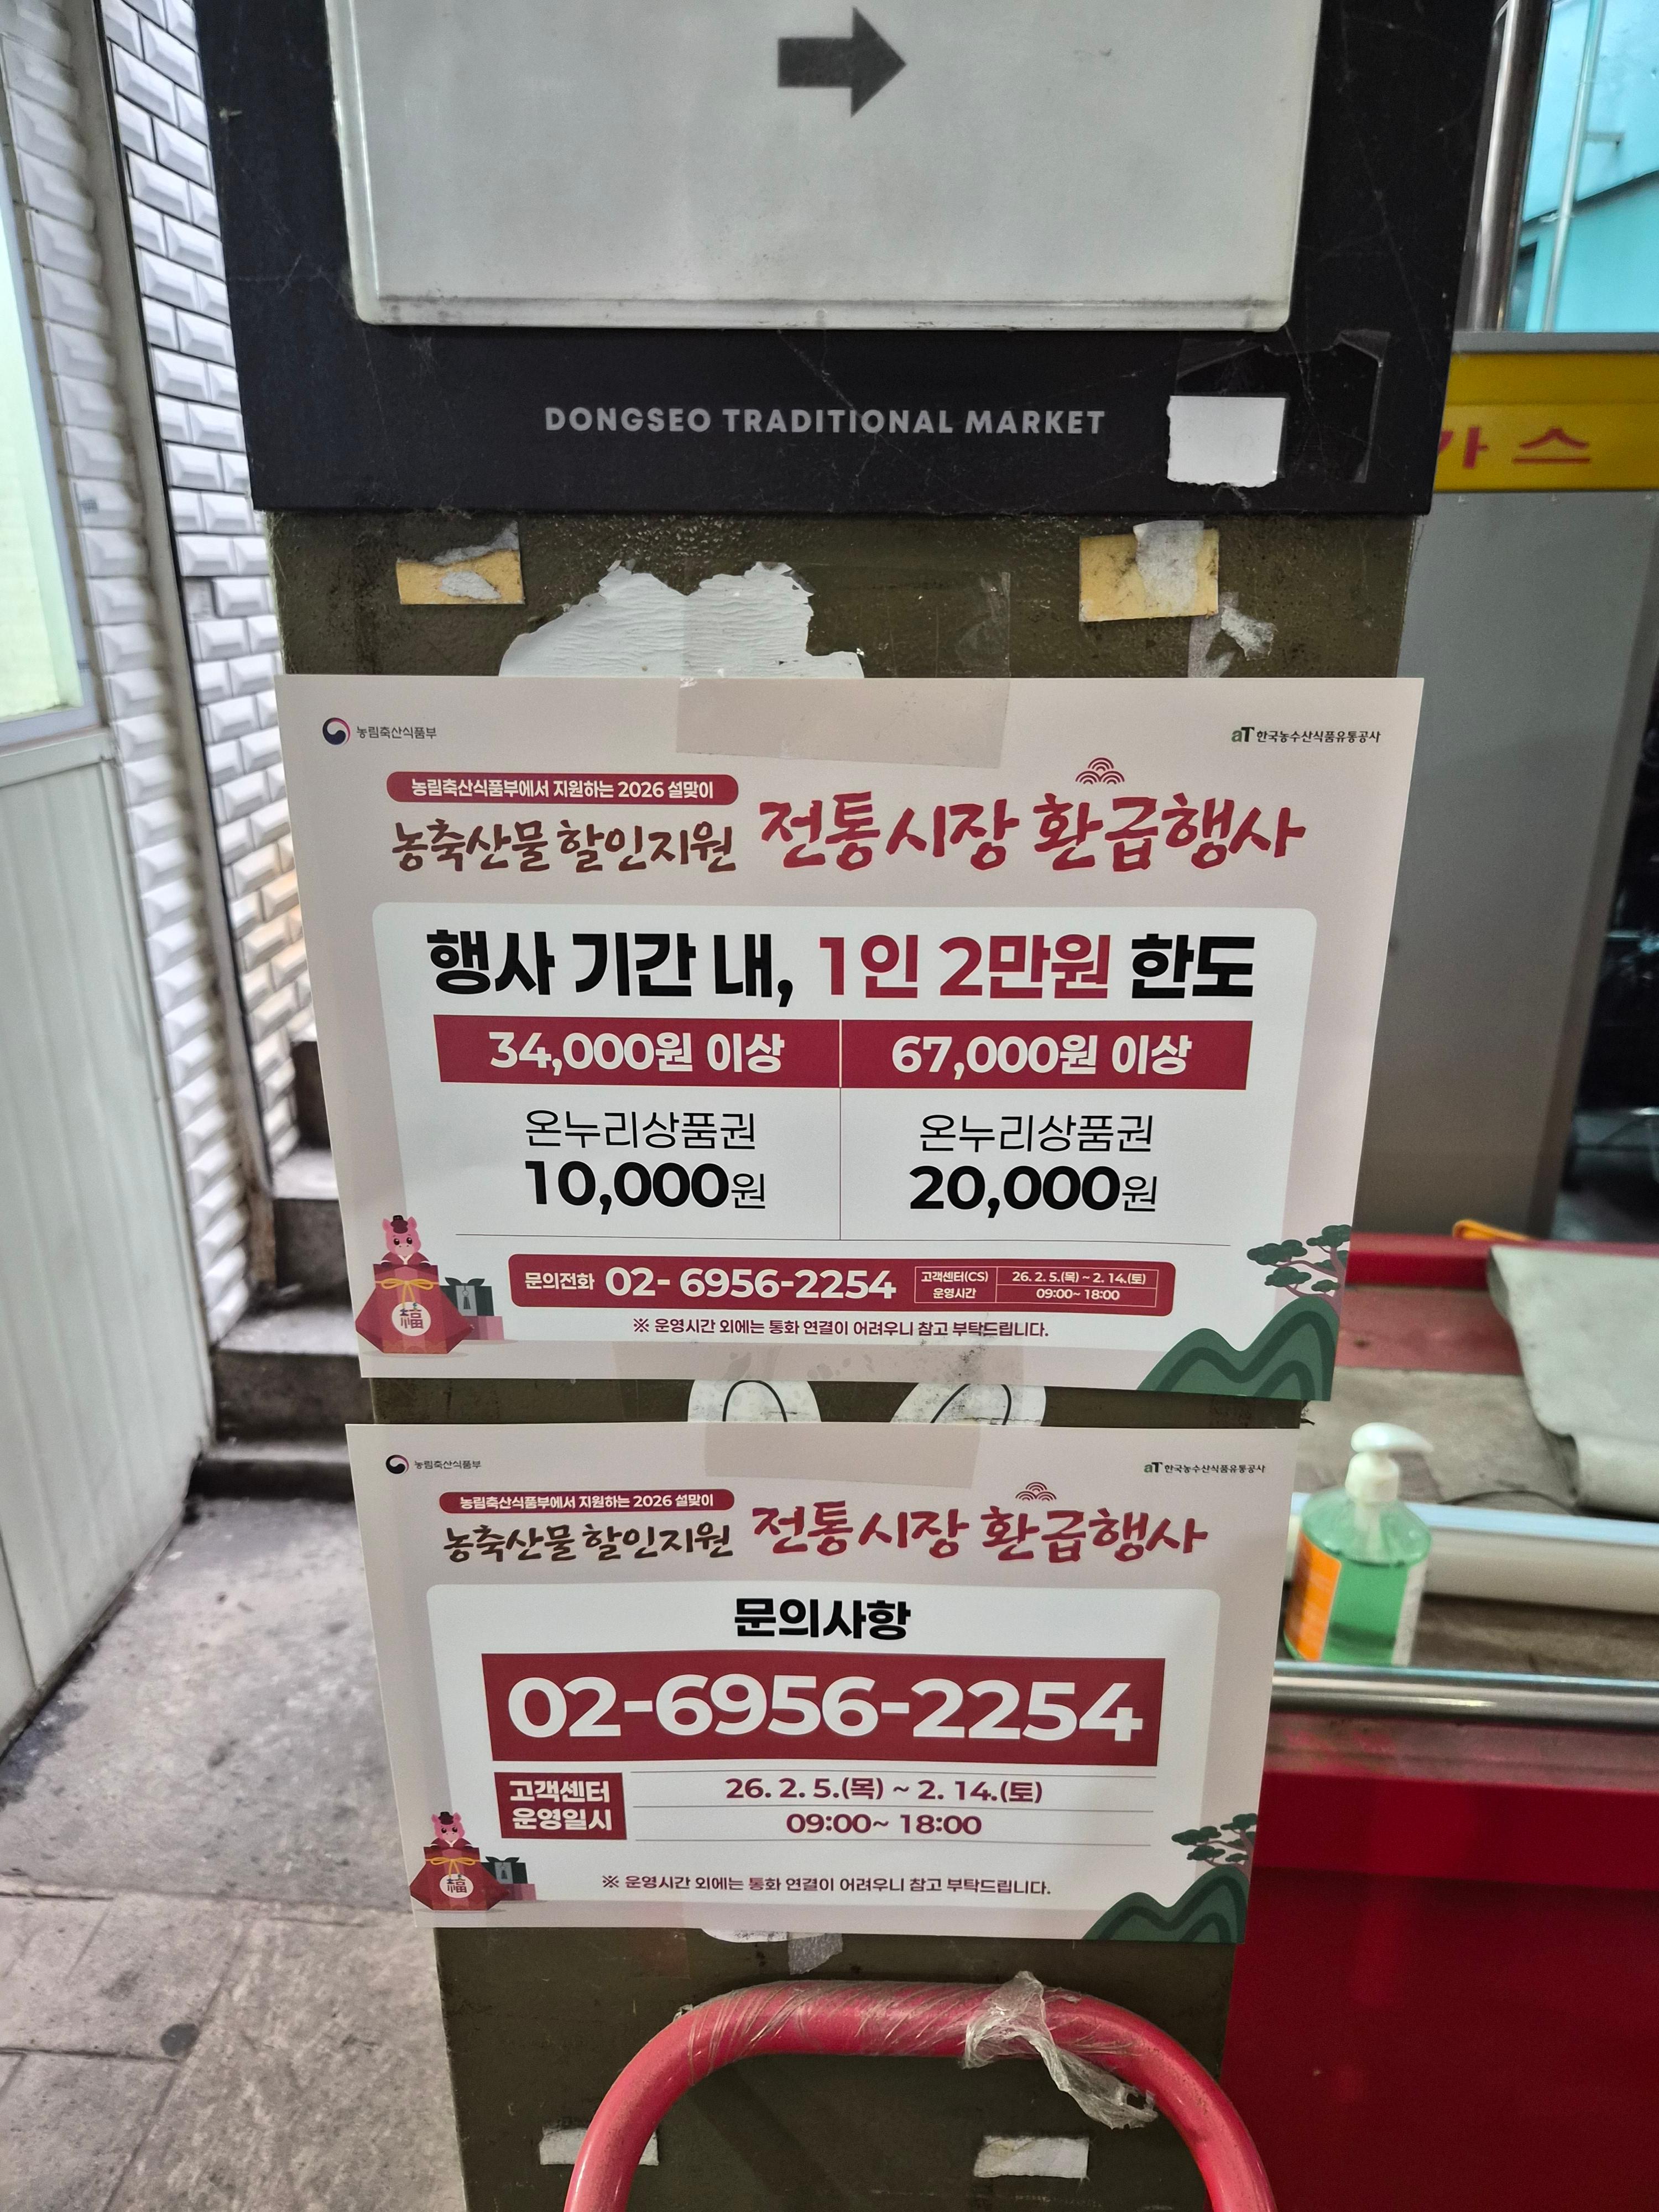 DONGSEO TRADITIONAL MARKET
가스
농림축산식품부
aT 한국농수산식품유통공사
농림축산식품부에서 지원하는 2026 설맞이
농축산물 할인지원 전통시장 환급행사
행사 기간 내, 1인 2만원 한도
34,000원 이상 67,000원 이상
온누리상품권 온누리상품권
10,000원 20,000원
福
문의전화 02- 6956-2254 고객센터(CS) 운영시간 26. 2. 5.(목) ~ 2. 14.(토) 09:00~ 18:00
※ 운영시간 외에는 통화 연결이 어려우니 참고 부탁드립니다.
농림축산식품부
aT 한국농수산식품유통공사
농림축산식품부에서 지원하는 2026 설맞이
농축산물 할인지원 전통시장 환급행사
문의사항
02-6956-2254
고객센터 운영일시
26. 2. 5.(목) ~ 2. 14.(토)
09:00~ 18:00
福
※ 운영시간 외에는 통화 연결이 어려우니 참고 부탁드립니다.